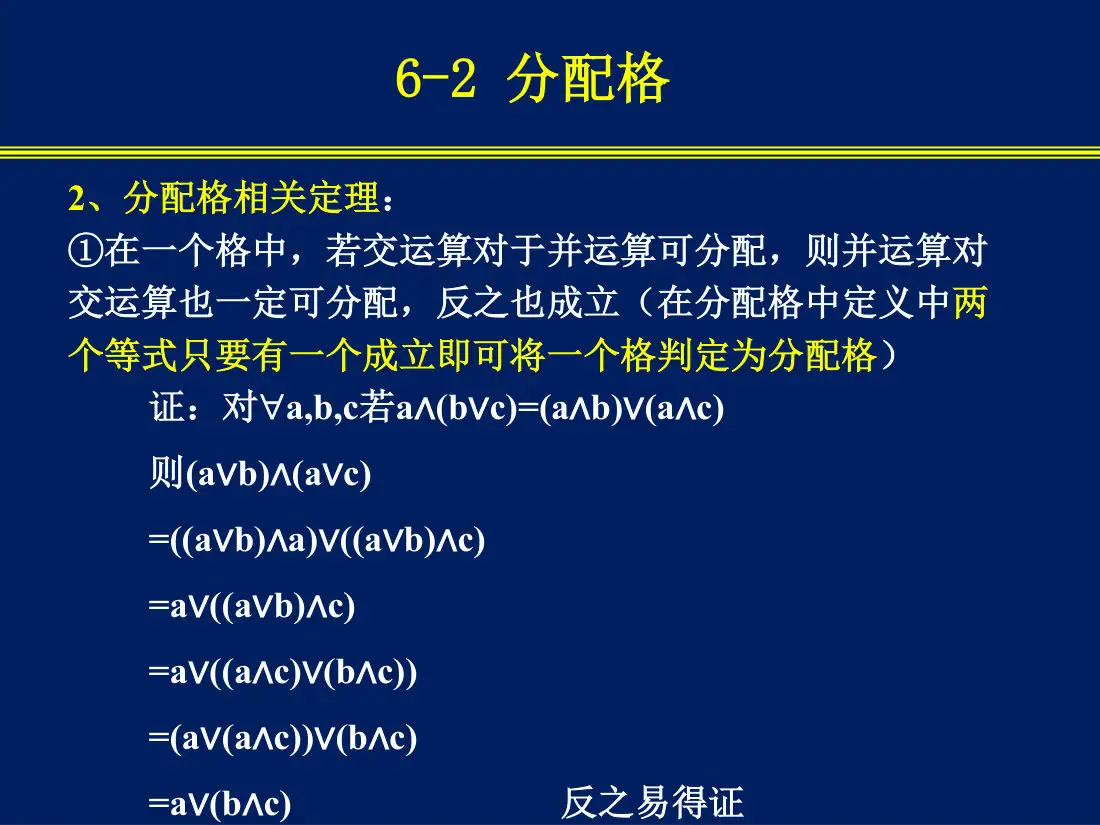 6-2 分配格
2、分配格相关定理：
①在一个格中，若交运算对于并运算可分配，则并运算对
交运算也一定可分配，反之也成立（在分配格中定义中两
个等式只要有一个成立即可将一个格判定为分配格）
证：对∀a,b,c若a∧(b∨c)=(a∧b)∨(a∧c)
则(a∨b)∧(a∨c)
=((a∨b)∧a)∨((a∨b)∧c)
=a∨((a∨b)∧c)
=a∨((a∧c)∨(b∧c))
=(a∨(a∧c))∨(b∧c)
=a∨(b∧c) 反之易得证